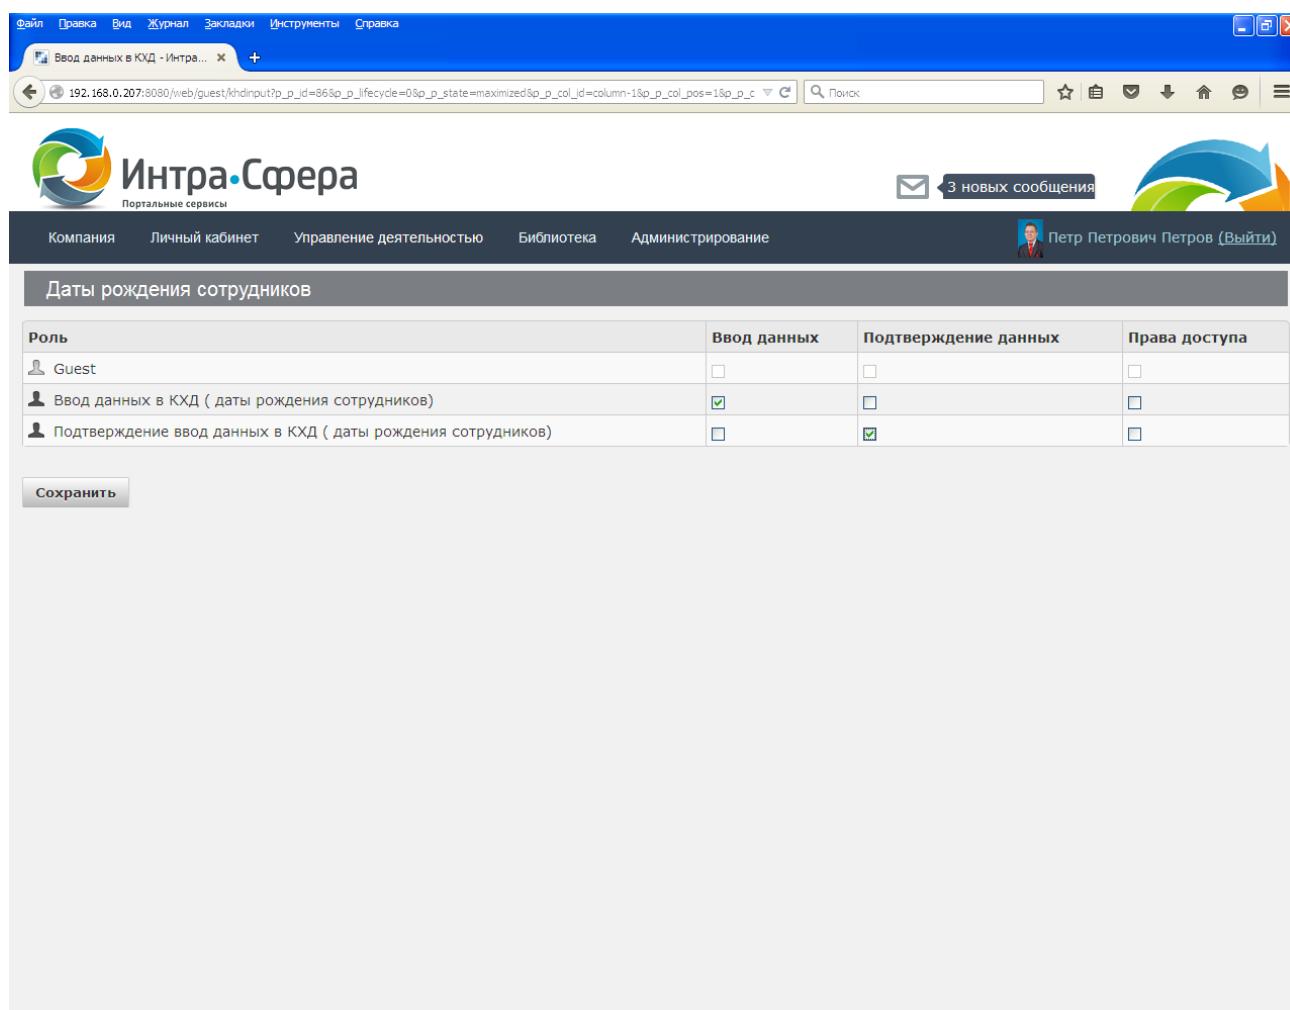 Файл Правка Вид Журнал Закладки Инструменты Справка
Ввод данных в КХД - Интра...
192.168.0.207:8080/web/guest/khdinput?p_p_id=86&p_p_lifecycle=0&p_p_state=maximized&p_p_col_id=column-1&p_p_col_pos=1&p_p_c
Поиск
Интра•Сфера
Портальные сервисы
3 новых сообщения
Компания Личный кабинет Управление деятельностью Библиотека Администрирование Петр Петрович Петров (Выйти)
Даты рождения сотрудников
Роль Ввод данных Подтверждение данных Права доступа
Guest
Ввод данных в КХД ( даты рождения сотрудников)
Подтверждение ввод данных в КХД ( даты рождения сотрудников)
Сохранить